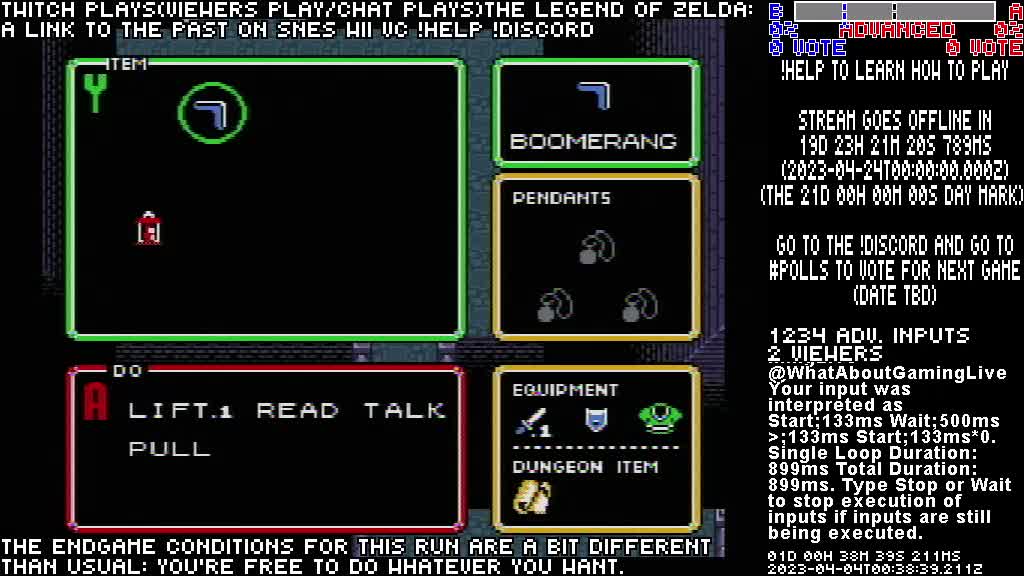 TWITCH PLAYS(VIEWERS PLAY/CHAT PLAYS)THE LEGEND OF ZELDA:
A LINK TO THE PAST ON SNES WII VC !HELP !DISCORD
B A
0% ADVANCED 0%
0 VOTE 0 VOTE
!HELP TO LEARN HOW TO PLAY
STREAM GOES OFFLINE IN
19D 23H 21M 20S 789MS
(2023-04-24T00:00:00.000Z)
(THE 21D 00H 00M 00S DAY MARK)
GO TO THE !DISCORD AND GO TO
#POLLS TO VOTE FOR NEXT GAME
(DATE TBD)
1234 ADV. INPUTS
2 VIEWERS
@WhatAboutGamingLive
Your input was
interpreted as
Start;133ms Wait;500ms
>;133ms Start;133ms*0.
Single Loop Duration:
899ms Total Duration:
899ms. Type Stop or Wait
to stop execution of
inputs if inputs are still
being executed.
01D 00H 38M 39S 211MS
2023-04-04T00:38:39.211Z
ITEM
Y
BOOMERANG
PENDANTS
DO
A
LIFT.1 READ TALK
PULL
EQUIPMENT
.1
DUNGEON ITEM
THE ENDGAME CONDITIONS FOR THIS RUN ARE A BIT DIFFERENT
THAN USUAL: YOU'RE FREE TO DO WHATEVER YOU WANT.